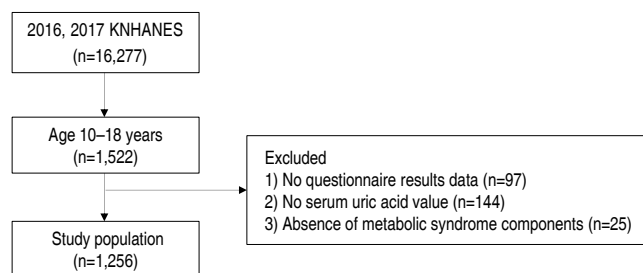 2016, 2017 KNHANES
(n=16,277)
Age 10–18 years
(n=1,522)
Excluded
1) No questionnaire results data (n=97)
2) No serum uric acid value (n=144)
3) Absence of metabolic syndrome components (n=25)
Study population
(n=1,256)